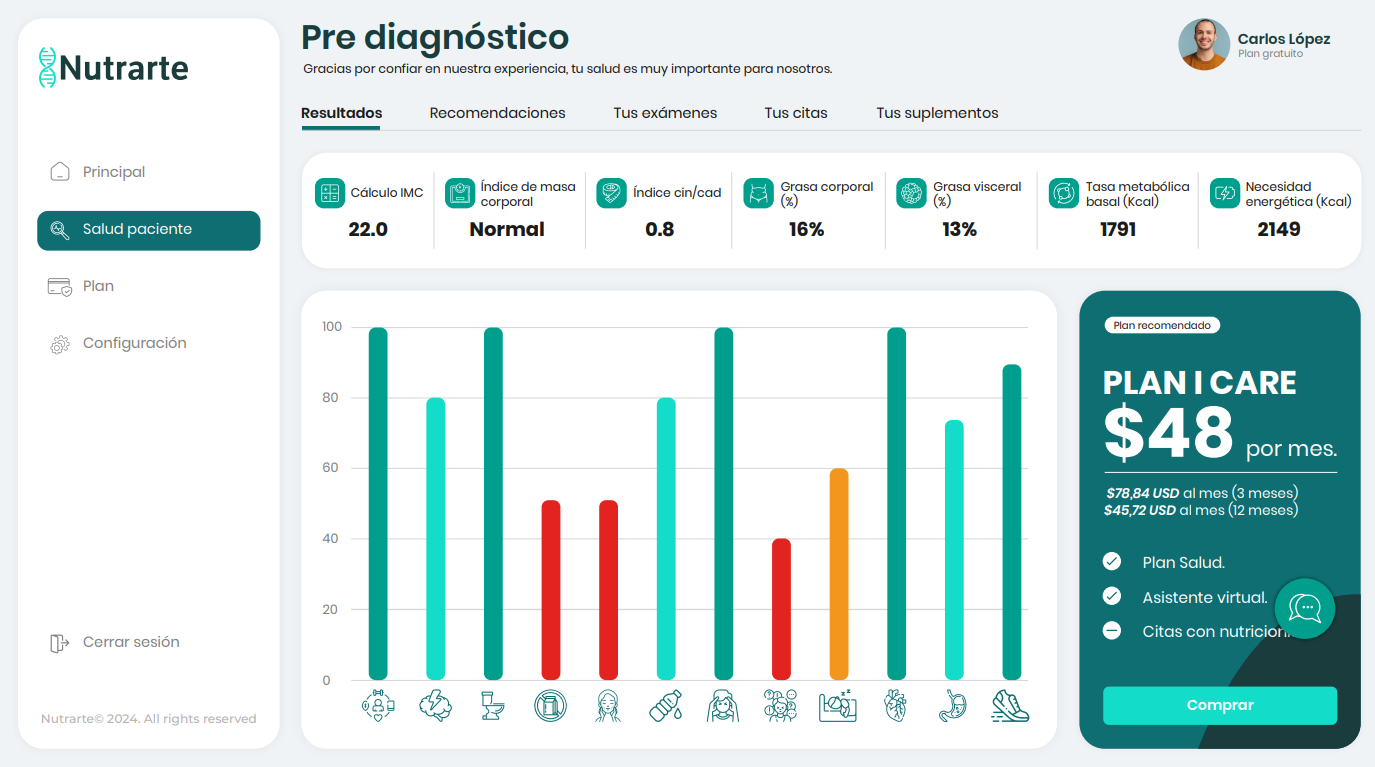 Nutrarte
Principal
Salud paciente
Plan
Configuración
Cerrar sesión
Nutrarte© 2024. All rights reserved
Pre diagnóstico
Gracias por confiar en nuestra experiencia, tu salud es muy importante para nosotros.
Carlos López
Plan gratuito
Resultados
Recomendaciones
Tus exámenes
Tus citas
Tus suplementos
Cálculo IMC
22.0
Índice de masa
corporal
Normal
Índice cin/cad
0.8
Grasa corporal
(%)
16%
Grasa visceral
(%)
13%
Tasa metabólica
basal (Kcal)
1791
Necesidad
energética (Kcal)
2149
100
80
60
40
20
0
Plan recomendado
PLAN I CARE
$48 por mes.
$78,84 USD al mes (3 meses)
$45,72 USD al mes (12 meses)
Plan Salud.
Asistente virtual.
Citas con
Comprar